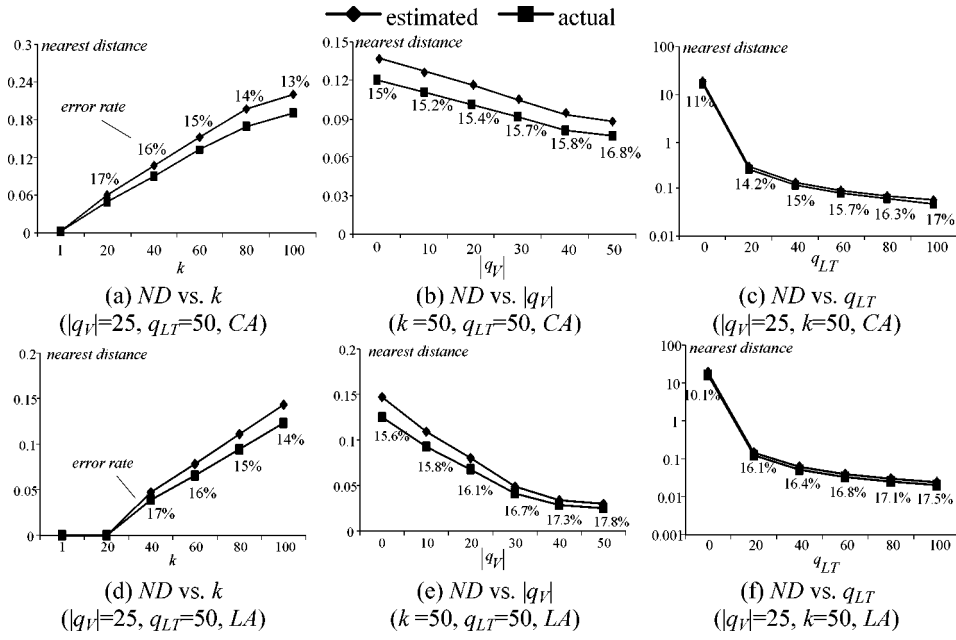 estimated actual
nearest distance
0.3
0.24
0.18
0.12
0.06
0
error rate
17%
16%
15%
14%
13%
1 20 40 60 80 100
k
(a) ND vs. k
(|qV|=25, qLT=50, CA)
nearest distance
0.15
0.12
0.09
0.06
15%
15.2%
15.4%
15.7%
15.8%
16.8%
0 10 20 30 40 50
|qV|
(b) ND vs. |qV|
(k=50, qLT=50, CA)
nearest distance
100
10
1
0.1
0.01
11%
14.2%
15%
15.7%
16.3%
17%
0 20 40 60 80 100
qLT
(c) ND vs. qLT
(|qV|=25, k=50, CA)
nearest distance
0.2
0.15
0.1
0.05
0
error rate
17%
16%
15%
14%
1 20 40 60 80 100
k
(d) ND vs. k
(|qV|=25, qLT=50, LA)
nearest distance
0.2
0.15
0.1
0.05
0
15.6%
15.8%
16.1%
16.7%
17.3%
17.8%
0 10 20 30 40 50
|qV|
(e) ND vs. |qV|
(k=50, qLT=50, LA)
nearest distance
100
10
1
0.1
0.01
0.001
10.1%
16.1%
16.4%
16.8%
17.1%
17.5%
0 20 40 60 80 100
qLT
(f) ND vs. qLT
(|qV|=25, k=50, LA)